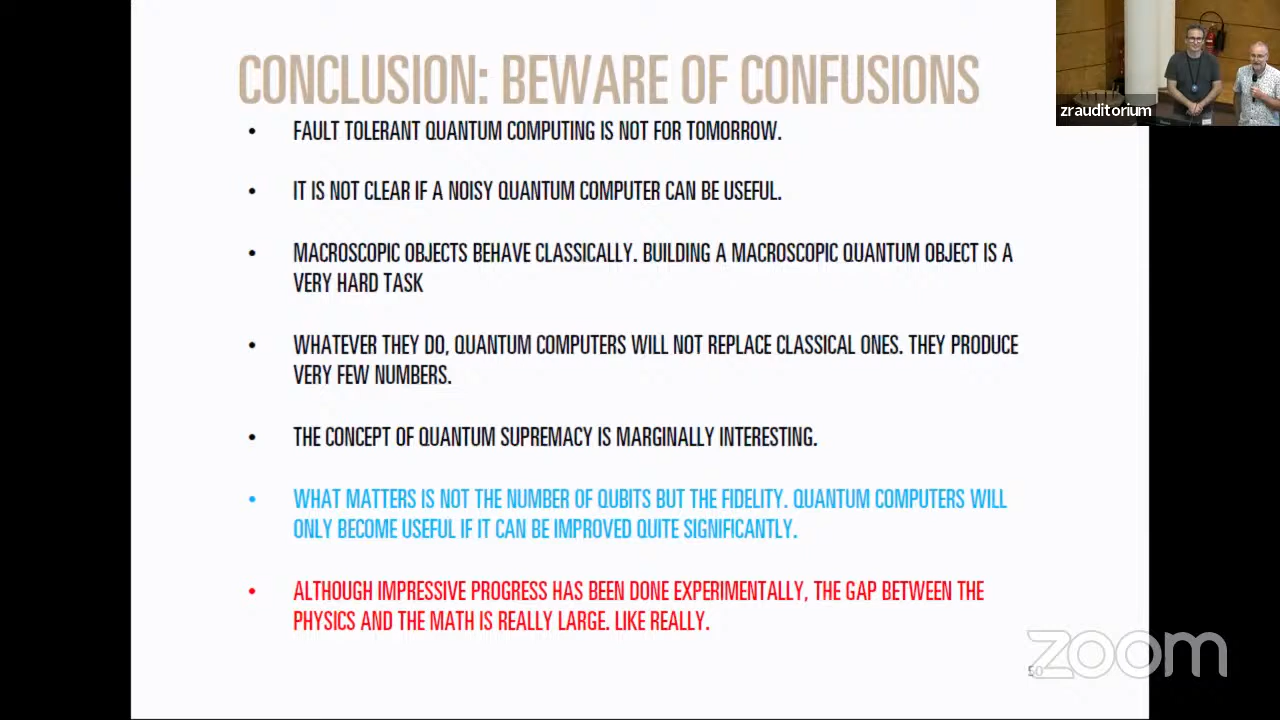 CONCLUSION: BEWARE OF CONFUSIONS
zrauditorium
• FAULT TOLERANT QUANTUM COMPUTING IS NOT FOR TOMORROW.
• IT IS NOT CLEAR IF A NOISY QUANTUM COMPUTER CAN BE USEFUL.
• MACROSCOPIC OBJECTS BEHAVE CLASSICALLY. BUILDING A MACROSCOPIC QUANTUM OBJECT IS A
VERY HARD TASK
• WHATEVER THEY DO, QUANTUM COMPUTERS WILL NOT REPLACE CLASSICAL ONES. THEY PRODUCE
VERY FEW NUMBERS.
• THE CONCEPT OF QUANTUM SUPREMACY IS MARGINALLY INTERESTING.
• WHAT MATTERS IS NOT THE NUMBER OF QUBITS BUT THE FIDELITY. QUANTUM COMPUTERS WILL
ONLY BECOME USEFUL IF IT CAN BE IMPROVED QUITE SIGNIFICANTLY.
• ALTHOUGH IMPRESSIVE PROGRESS HAS BEEN DONE EXPERIMENTALLY, THE GAP BETWEEN THE
PHYSICS AND THE MATH IS REALLY LARGE. LIKE REALLY.
zoom